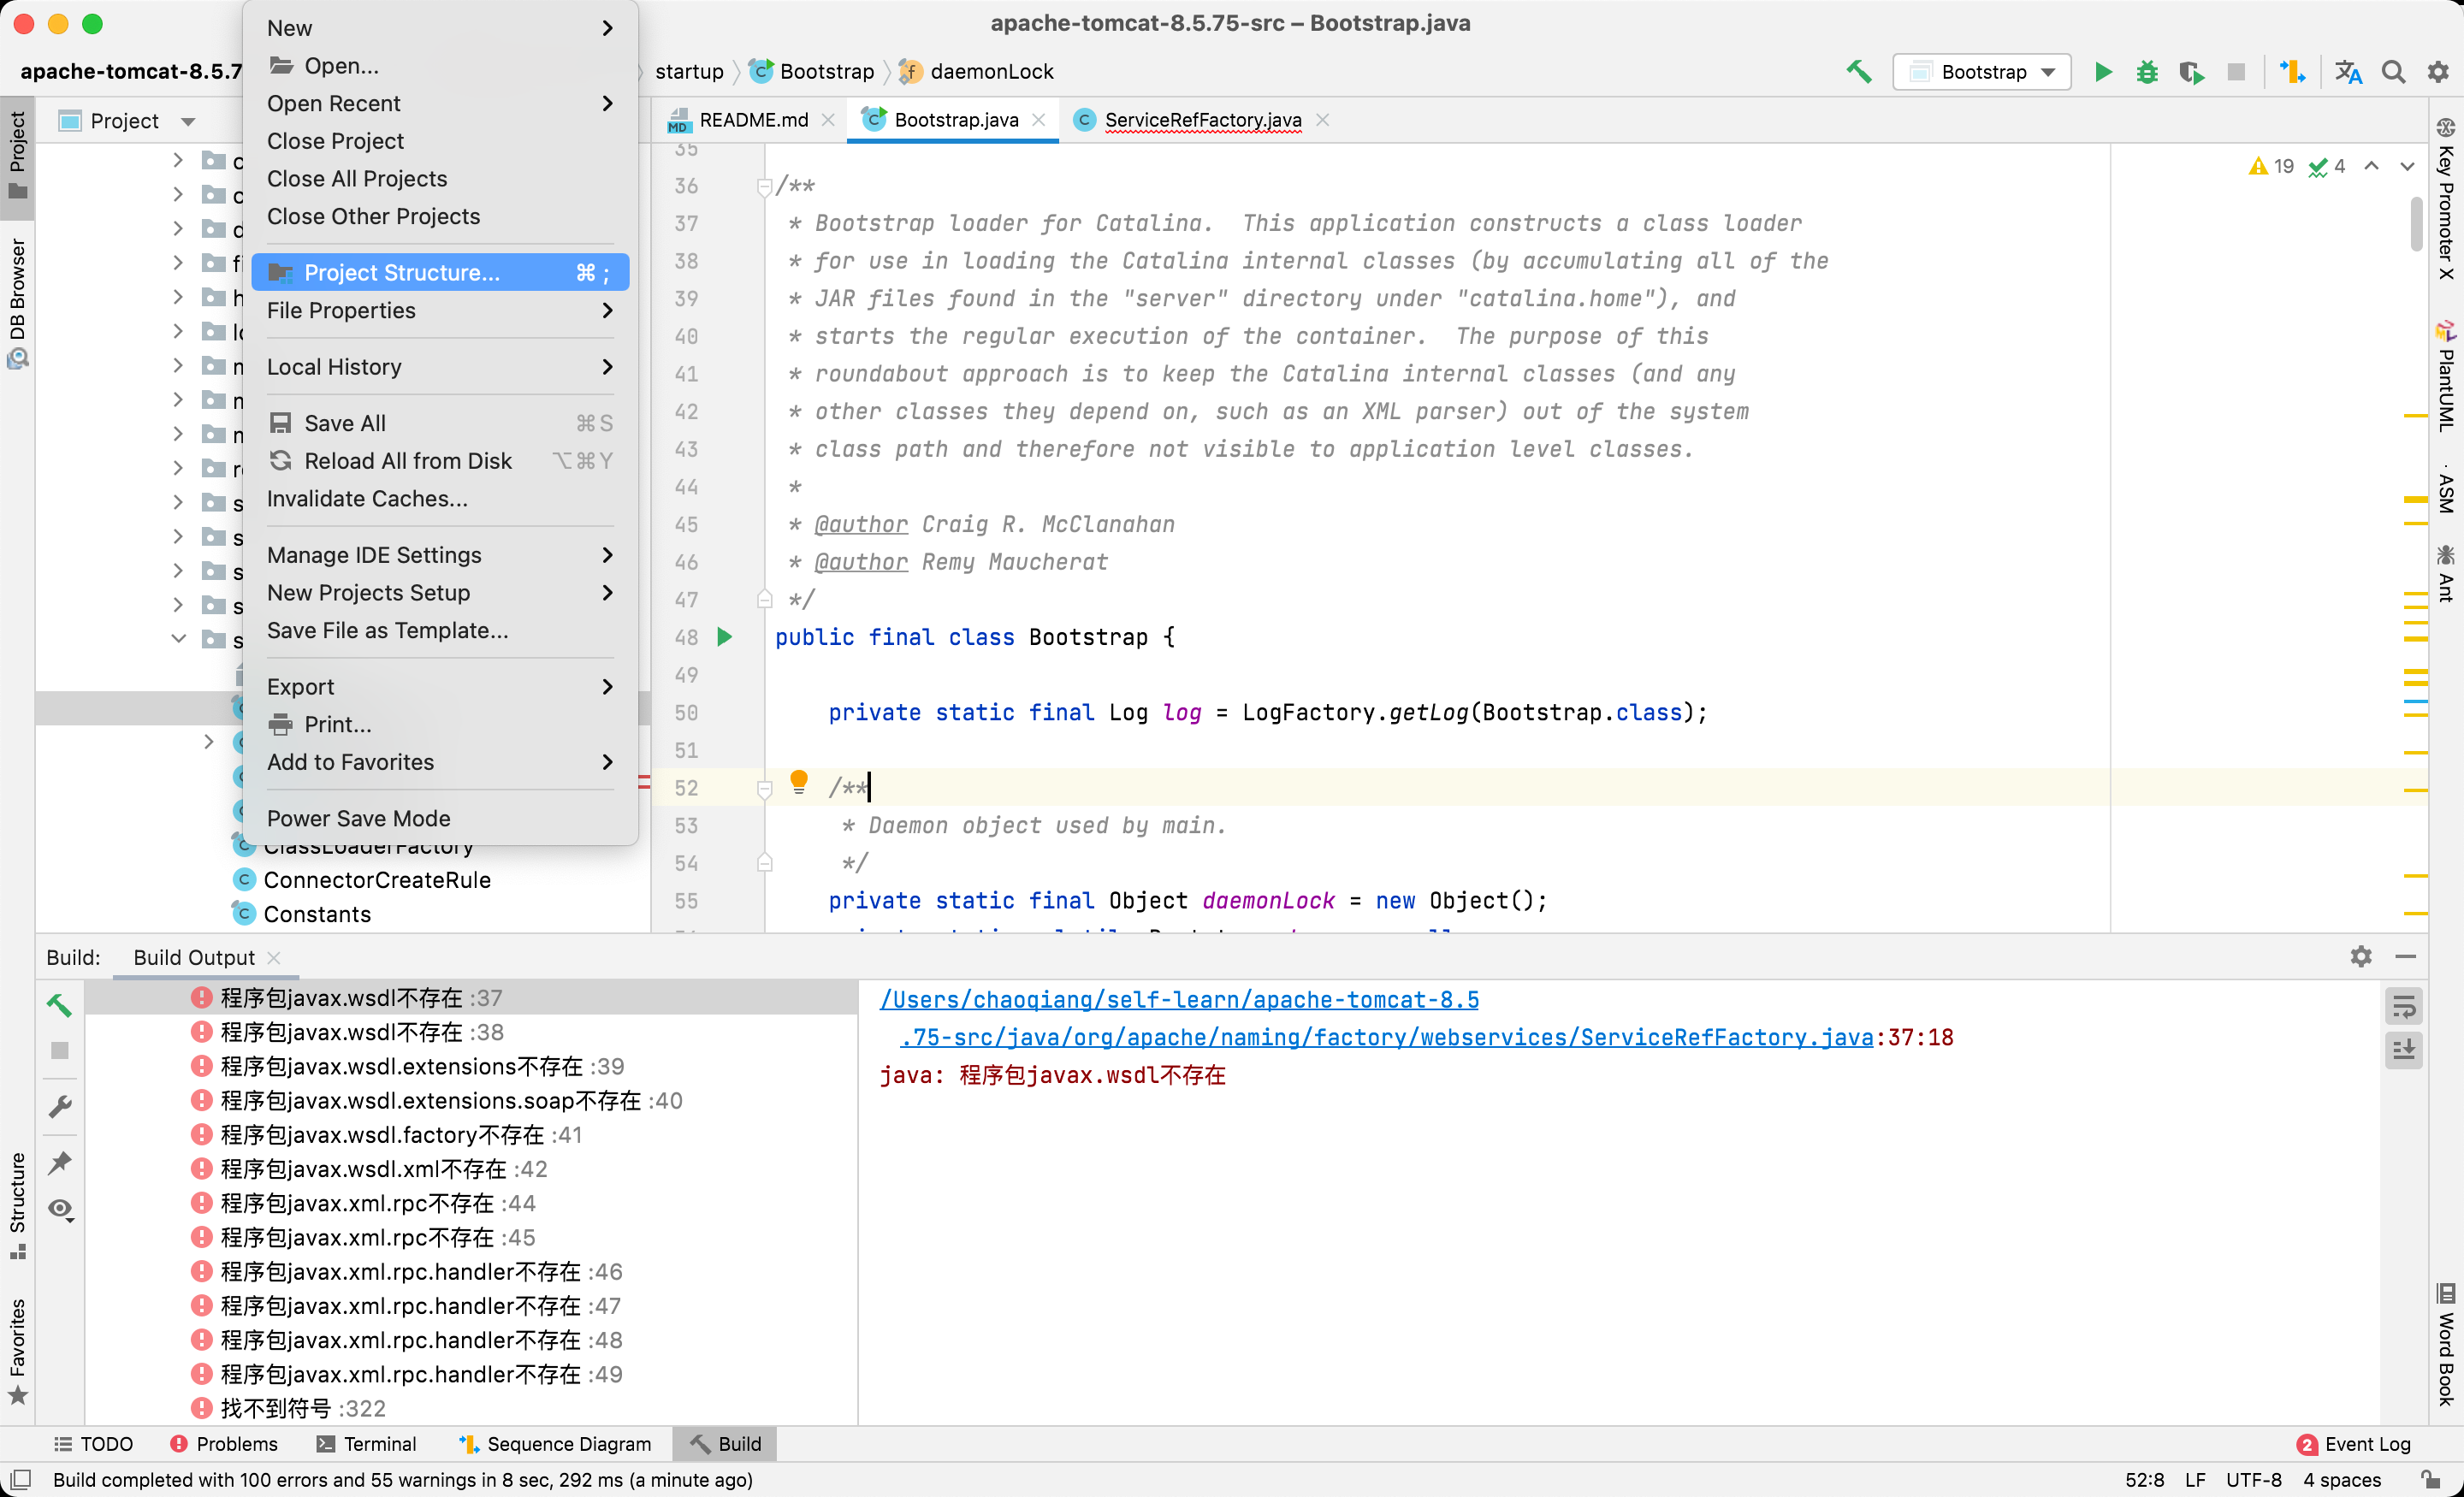 apache-tomcat-8.5.75-src – Bootstrap.java
apache-tomcat-8.5.7
startup
Bootstrap
daemonLock
Bootstrap
New
Open...
Open Recent
Close Project
Close All Projects
Close Other Projects
Project Structure... ⌘ ;
File Properties
Local History
Save All ⌘S
Reload All from Disk ⌥⌘Y
Invalidate Caches...
Manage IDE Settings
New Projects Setup
Save File as Template...
Export
Print...
Add to Favorites
Power Save Mode
Project
Project
DB Browser
Structure
Favorites
ClassLoaderFactory
ConnectorCreateRule
Constants
README.md
Bootstrap.java
ServiceRefFactory.java
19 4
35
36 /**
37 * Bootstrap loader for Catalina.  This application constructs a class loader
38 * for use in loading the Catalina internal classes (by accumulating all of the
39 * JAR files found in the "server" directory under "catalina.home"), and
40 * starts the regular execution of the container.  The purpose of this
41 * roundabout approach is to keep the Catalina internal classes (and any
42 * other classes they depend on, such as an XML parser) out of the system
43 * class path and therefore not visible to application level classes.
44 *
45 * @author Craig R. McClanahan
46 * @author Remy Maucherat
47 */
48 public final class Bootstrap {
49
50 private static final Log log = LogFactory.getLog(Bootstrap.class);
51
52 /**
53 * Daemon object used by main.
54 */
55 private static final Object daemonLock = new Object();
Key Promoter X
PlantUML
ASM
Ant
Word Book
Build:
Build Output
程序包javax.wsdl不存在 :37
程序包javax.wsdl不存在 :38
程序包javax.wsdl.extensions不存在 :39
程序包javax.wsdl.extensions.soap不存在 :40
程序包javax.wsdl.factory不存在 :41
程序包javax.wsdl.xml不存在 :42
程序包javax.xml.rpc不存在 :44
程序包javax.xml.rpc不存在 :45
程序包javax.xml.rpc.handler不存在 :46
程序包javax.xml.rpc.handler不存在 :47
程序包javax.xml.rpc.handler不存在 :48
程序包javax.xml.rpc.handler不存在 :49
找不到符号 :322
/Users/chaoqiang/self-learn/apache-tomcat-8.5
.75-src/java/org/apache/naming/factory/webservices/ServiceRefFactory.java:37:18
java: 程序包javax.wsdl不存在
TODO
Problems
Terminal
Sequence Diagram
Build
2 Event Log
Build completed with 100 errors and 55 warnings in 8 sec, 292 ms (a minute ago)
52:8 LF UTF-8 4 spaces